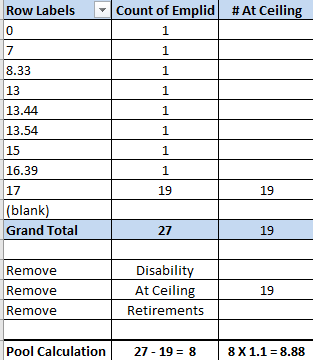 Row Labels Count of Emplid # At Ceiling
0 1
7 1
8.33 1
13 1
13.44 1
13.54 1
15 1
16.39 1
17 19 19
(blank)
Grand Total 27 19
Remove Disability
Remove At Ceiling 19
Remove Retirements
Pool Calculation 27 - 19 = 8 8 X 1.1 = 8.88